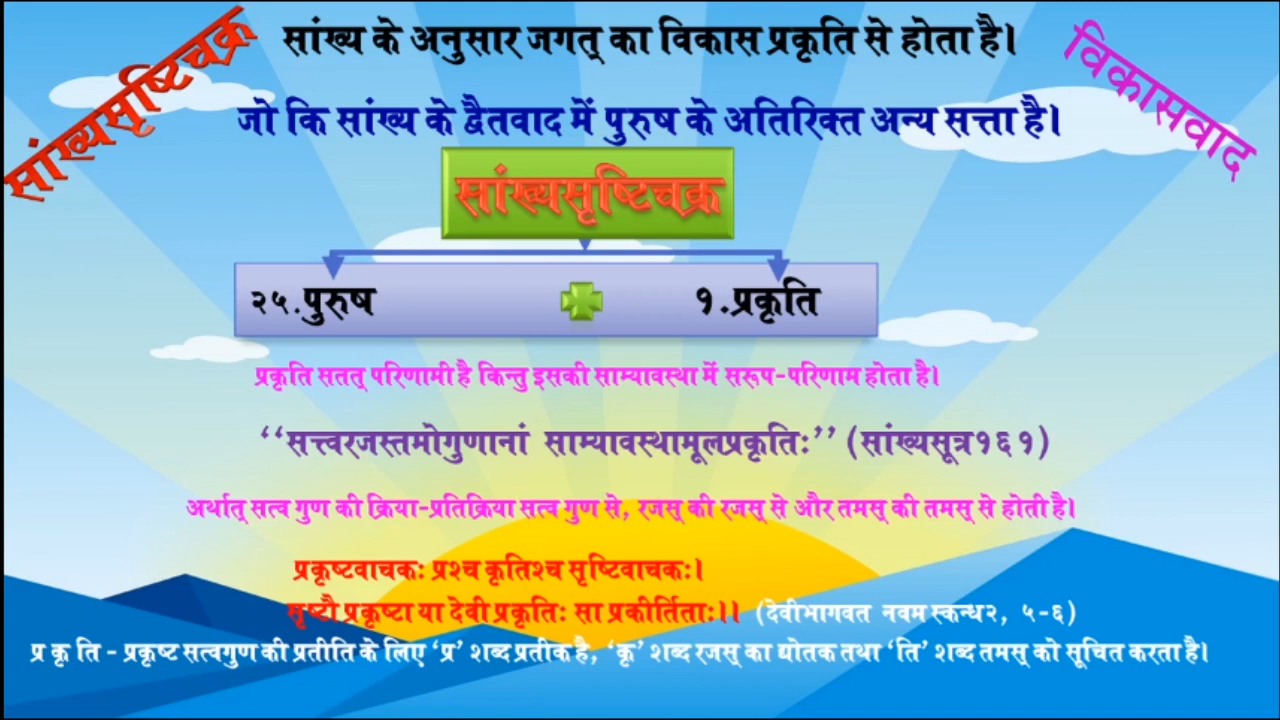 सांख्यसृष्टिचक्र
सांख्य के अनुसार जगत् का विकास प्रकृति से होता है।
विकासवाद
जो कि सांख्य के द्वैतवाद में पुरुष के अतिरिक्त अन्य सत्ता है।
सांख्यसृष्टिचक्र
२५.पुरुष १.प्रकृति
प्रकृति सतत् परिणामी है किन्तु इसकी साम्यावस्था में सरूप-परिणाम होता है।
‘‘सत्त्वरजस्तमोगुणानां साम्यावस्थामूलप्रकृतिः’’ (सांख्यसूत्र१६१)
अर्थात् सत्व गुण की क्रिया-प्रतिक्रिया सत्व गुण से, रजस् की रजस् से और तमस् की तमस् से होती है।
प्रकृष्टवाचकः प्रश्च कृतिश्च सृष्टिवाचकः।
सृष्टौ प्रकृष्टा या देवी प्रकृतिः सा प्रकीर्तिताः।। (देवीभागवत नवम स्कन्ध२, ५-६)
प्र कृ ति - प्रकृष्ट सत्वगुण की प्रतीति के लिए ‘प्र’ शब्द प्रतीक है, ‘कृ’ शब्द रजस् का द्योतक तथा ‘ति’ शब्द तमस् को सूचित करता है।